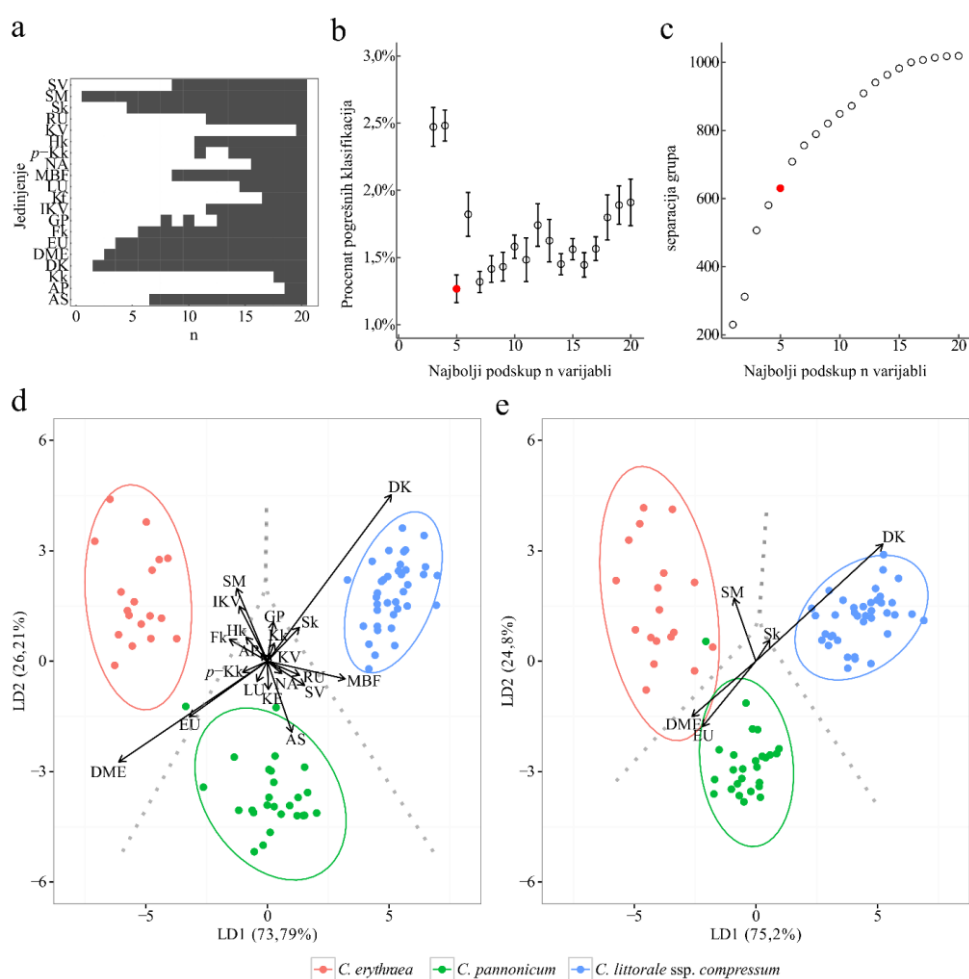 a
SV
SM
Sk
RU
KV
Hk
p-Kk
NA
MBF
LU
Kf
IKV
GP
Fk
EU
DME
DK
Kk
AP
AS
Jedinjenje
0 5 10 15 20
n
b
3,0%
2,5%
2,0%
1,5%
1,0%
Procenat pogrešnih klasifikacija
0 5 10 15 20
Najbolji podskup n varijabli
c
1000
800
600
400
200
separacija grupa
0 5 10 15 20
Najbolji podskup n varijabli
d
6
3
0
-3
-6
LD2 (26,21%)
DK
SM
IKV
GP
Sk
Hk
Fk
Kk
AP
KV
p-Kk
NA
RU
SV
MBF
LU
KF
EU
AS
DME
-5 0 5
LD1 (73,79%)
e
6
3
0
-3
-6
LD2 (24,8%)
DK
SM
Sk
DME
EU
-5 0 5
LD1 (75,2%)
C. erythraea C. pannonicum C. littorale ssp. compressum